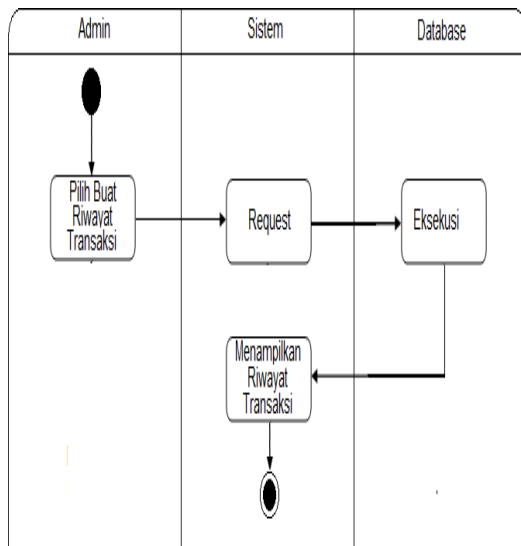 Admin
Sistem
Database
Pilih Buat
Riwayat
Transaksi
Request
Eksekusi
Menampilkan
Riwayat
Transaksi